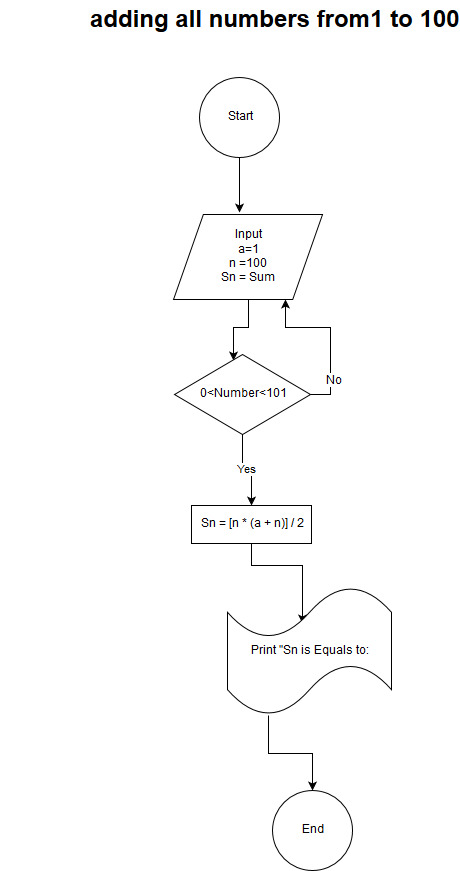 adding all numbers from1 to 100
Start
Input
a=1
n =100
Sn = Sum
No
0<Number<101
Yes
Sn = [n * (a + n)] / 2
Print "Sn is Equals to:
End